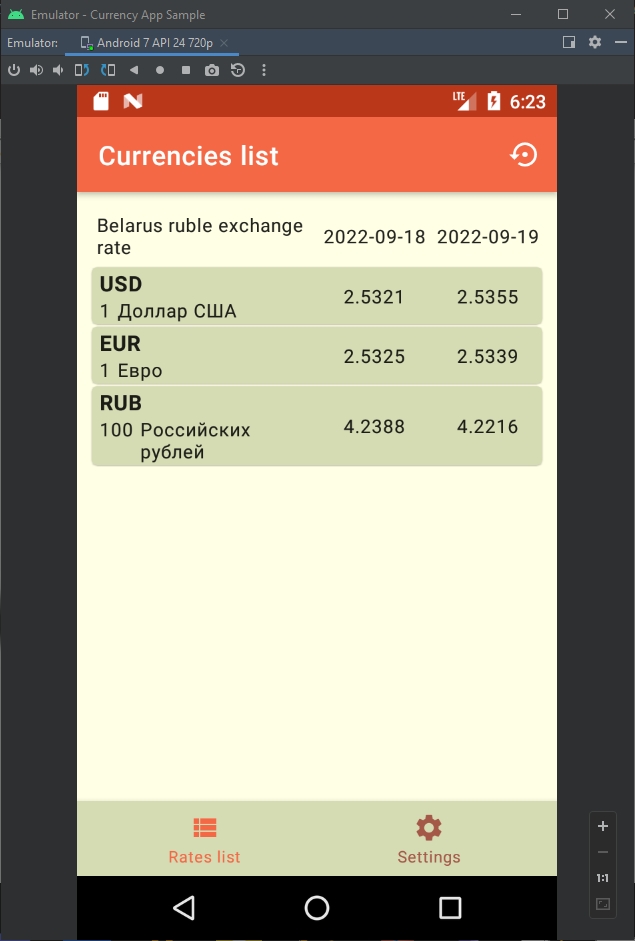 Emulator - Currency App Sample
Emulator: Android 7 API 24 720p
LTE 6:23
Currencies list
Belarus ruble exchange
rate
2022-09-18 2022-09-19
USD
1 Доллар США
2.5321 2.5355
EUR
1 Евро
2.5325 2.5339
RUB
100 Российских
рублей
4.2388 4.2216
1:1
Rates list Settings